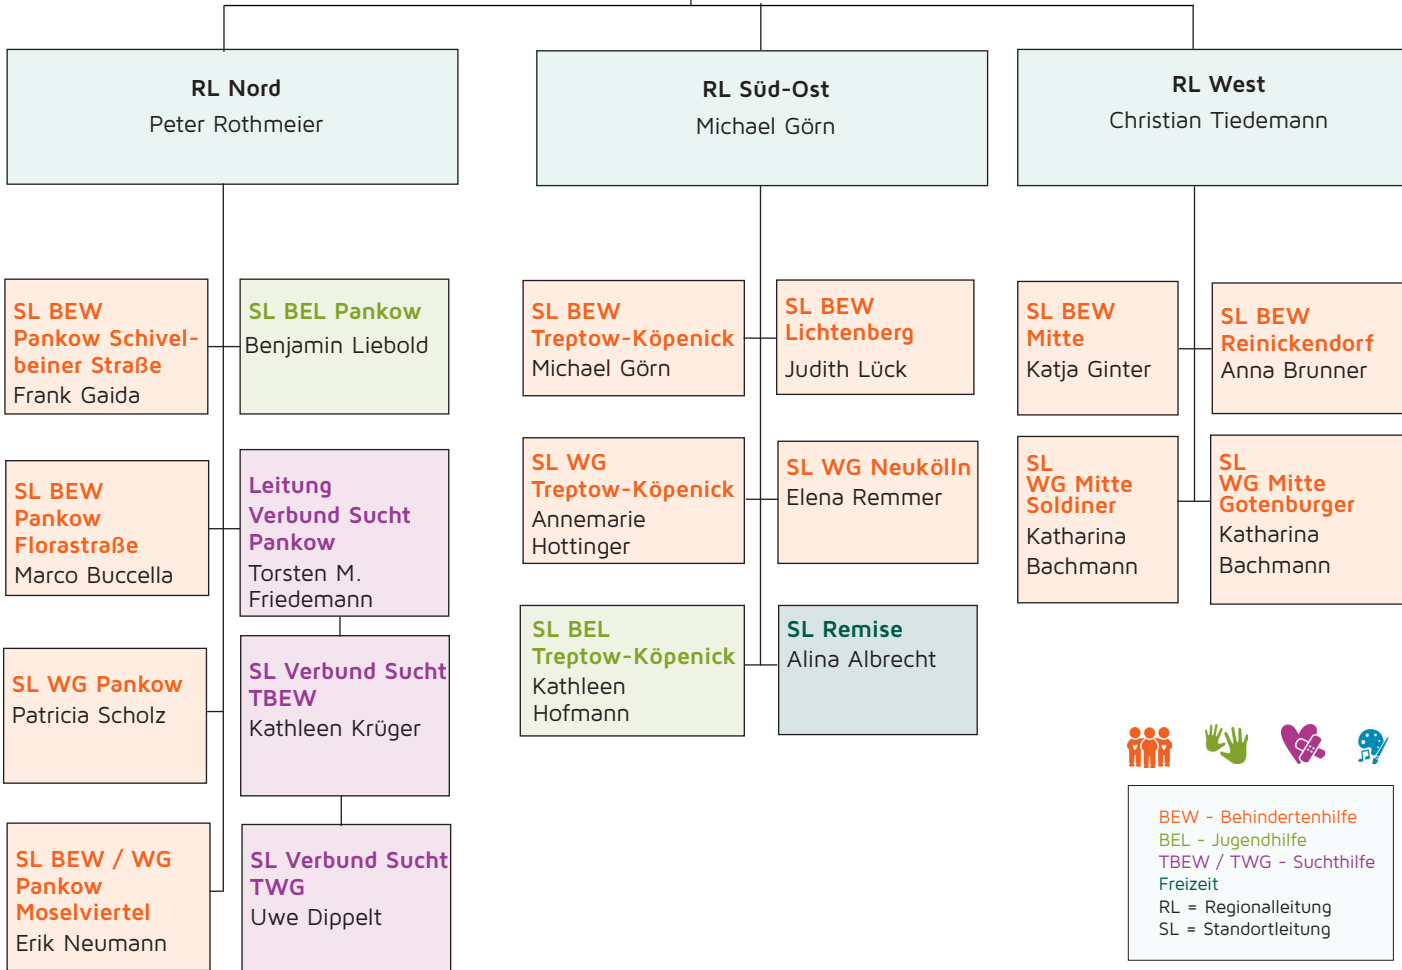 RL Nord
Peter Rothmeier
RL Süd-Ost
Michael Görn
RL West
Christian Tiedemann
SL BEW
Pankow Schivel-
beiner Straße
Frank Gaida
SL BEL Pankow
Benjamin Liebold
SL BEW
Pankow
Florastraße
Marco Buccella
Leitung
Verbund Sucht
Pankow
Torsten M.
Friedemann
SL WG Pankow
Patricia Scholz
SL Verbund Sucht
TBEW
Kathleen Krüger
SL BEW / WG
Pankow
Moselviertel
Erik Neumann
SL Verbund Sucht
TWG
Uwe Dippelt
SL BEW
Treptow-Köpenick
Michael Görn
SL BEW
Lichtenberg
Judith Lück
SL WG
Treptow-Köpenick
Annemarie
Hottinger
SL WG Neukölln
Elena Remmer
SL BEL
Treptow-Köpenick
Kathleen
Hofmann
SL Remise
Alina Albrecht
SL BEW
Mitte
Katja Ginter
SL BEW
Reinickendorf
Anna Brunner
SL
WG Mitte
Soldiner
Katharina
Bachmann
SL
WG Mitte
Gotenburger
Katharina
Bachmann
BEW - Behindertenhilfe
BEL - Jugendhilfe
TBEW / TWG - Suchthilfe
Freizeit
RL = Regionalleitung
SL = Standortleitung